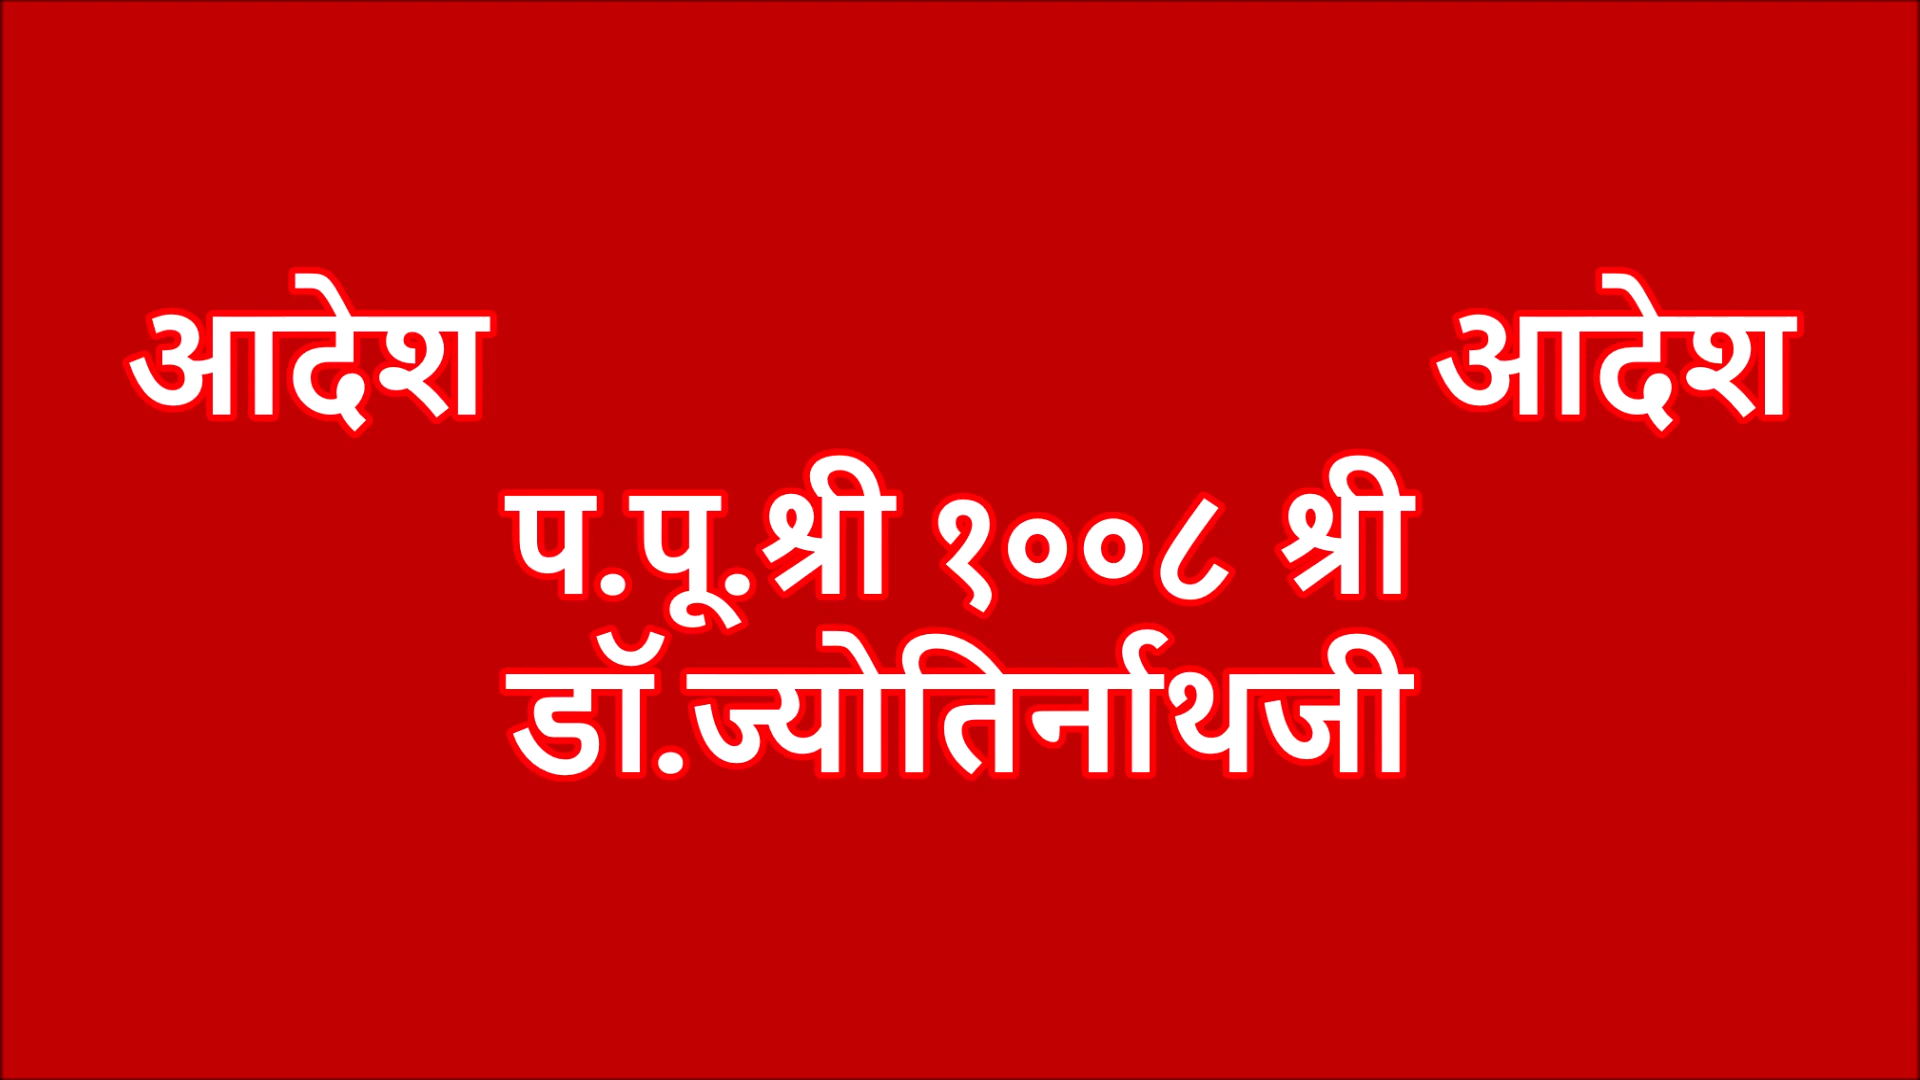 आदेश आदेश
प.पू.श्री १००८ श्री
डॉ.ज्योतिर्नाथजी